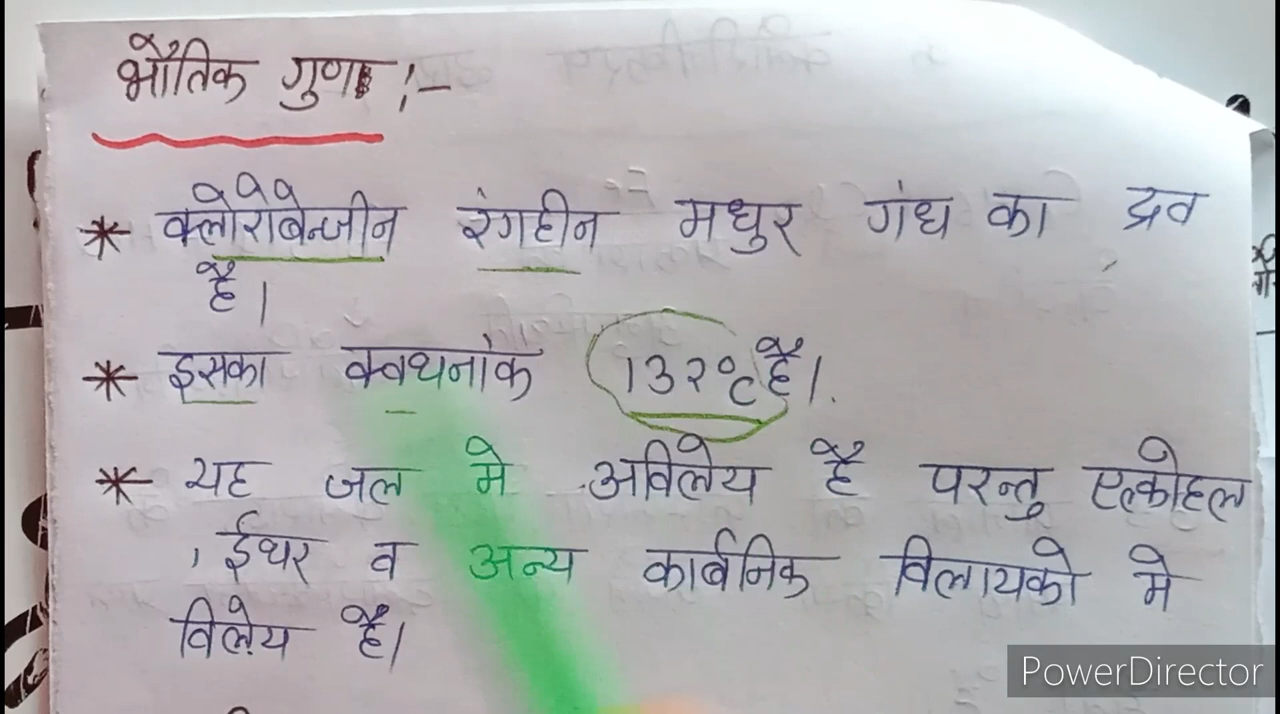 भौतिक गुण :-
* क्लोरोबेन्जीन रंगहीन मधुर गंध का द्रव
है।
* इसका क्वथनांक 132°c है।
* यह जल मे अविलेय है परन्तु एल्कोहल
, ईथर व अन्य कार्बनिक विलायको मे
विलेय है।
PowerDirector